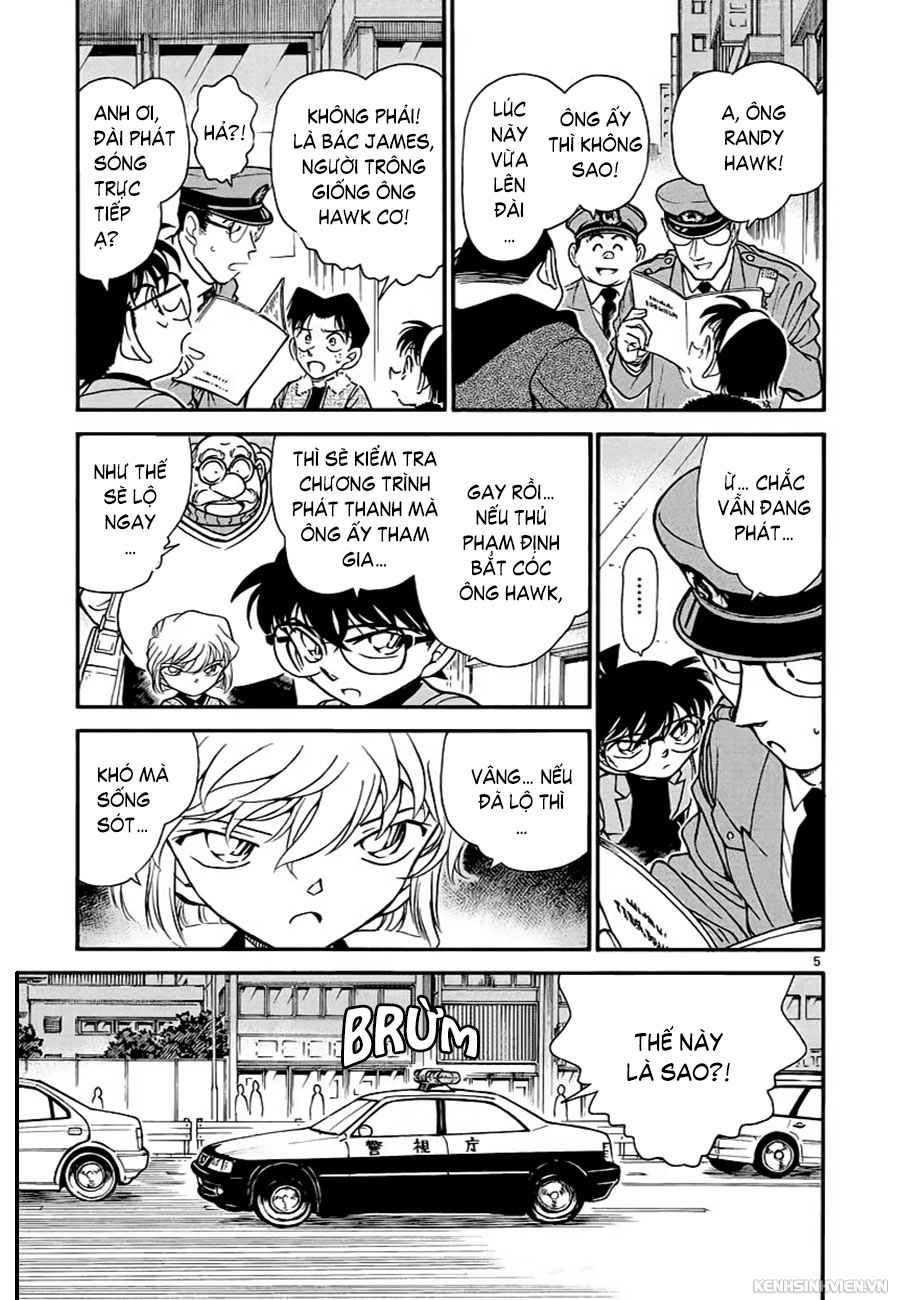 A, ÔNG
RANDY
HAWK!
ÔNG ẤY
THÌ KHÔNG
SAO!
LÚC
NÀY
VỪA
LÊN
ĐÀI
...
KHÔNG PHẢI!
LÀ BÁC JAMES,
NGƯỜI TRÔNG
GIỐNG ÔNG
HAWK CƠ!
HẢ?!
ANH ƠI,
ĐÀI PHÁT
SÓNG
TRỰC
TIẾP
Ạ?
Ừ... CHẮC
VẪN ĐANG
PHÁT...
......
GAY RỒI...
NẾU THỦ
PHẠM ĐỊNH
BẮT CÓC
ÔNG HAWK,
THÌ SẼ KIỂM TRA
CHƯƠNG TRÌNH
PHÁT THANH MÀ
ÔNG ẤY THAM
GIA...
NHƯ THẾ
SẼ LỘ
NGAY
...
VÂNG... NẾU
ĐÃ LỘ THÌ
...
KHÓ MÀ
SỐNG
SÓT...
5
THẾ NÀY
LÀ SAO?!
BRỪM
警視庁
KENHSINHVIEN.VN